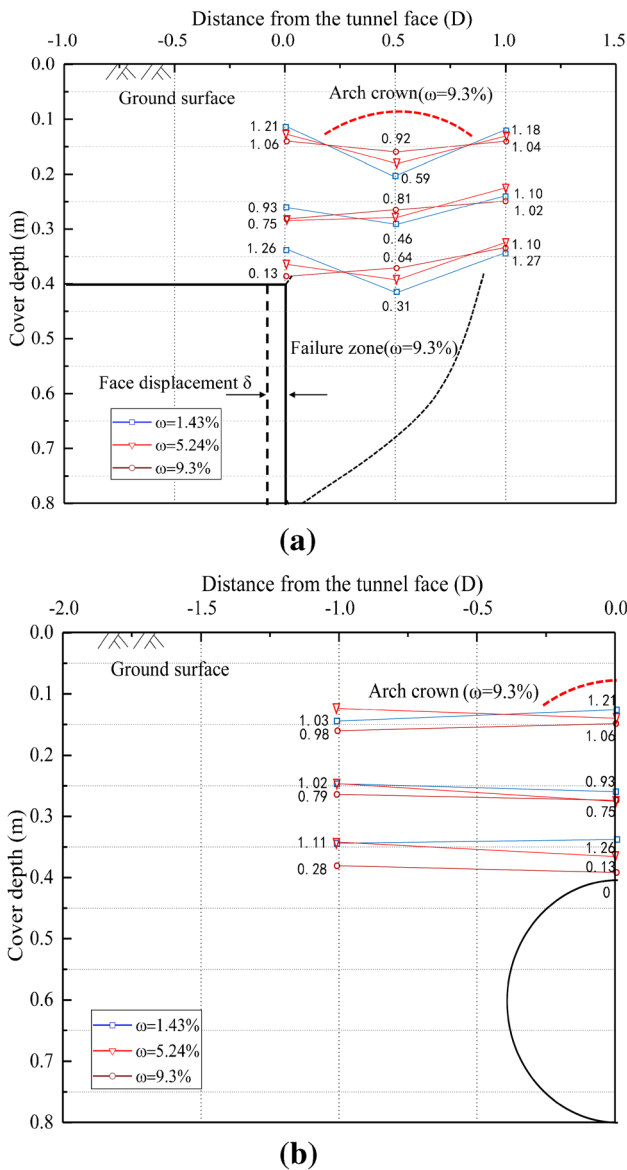 Distance from the tunnel face (D)
-1.0 -0.5 0.0 0.5 1.0 1.5
0.0
Ground surface
Arch crown(ω=9.3%)
0.1
1.21
1.18
1.06
0.92
1.04
0.59
0.2
0.93
0.81
1.10
0.75
1.02
0.46
0.3
1.26
0.64
1.10
1.27
0.13
0.31
0.4
Cover depth (m)
0.5
Failure zone(ω=9.3%)
Face displacement δ
0.6
ω=1.43%
ω=5.24%
ω=9.3%
0.7
0.8
(a)
Distance from the tunnel face (D)
-2.0 -1.5 -1.0 -0.5 0.0
0.0
Ground surface
Arch crown (ω=9.3%)
0.1
1.21
1.03
0.98
1.06
0.2
1.02
0.93
0.79
0.75
0.3
1.11
1.26
0.28
0.13
0.4
0
Cover depth (m)
0.5
0.6
ω=1.43%
ω=5.24%
ω=9.3%
0.7
0.8
(b)